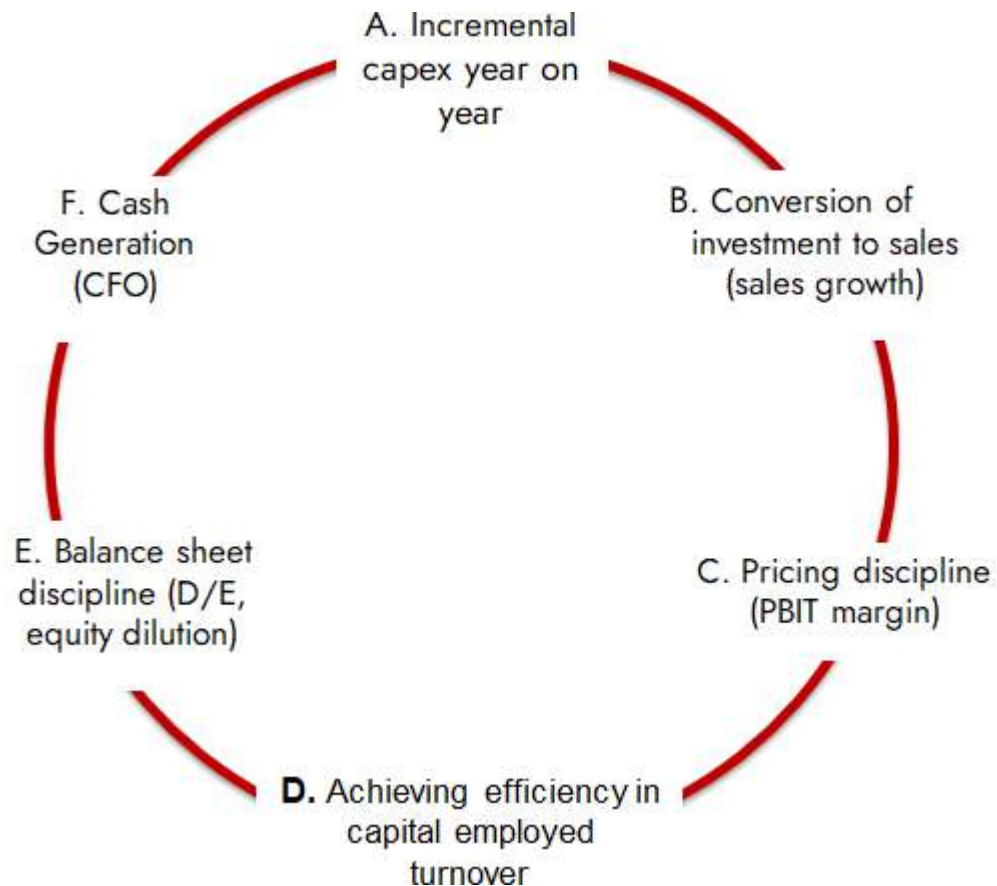 A. Incremental
capex year on
year
B. Conversion of
investment to sales
(sales growth)
C. Pricing discipline
(PBIT margin)
D. Achieving efficiency in
capital employed
turnover
E. Balance sheet
discipline (D/E,
equity dilution)
F. Cash
Generation
(CFO)